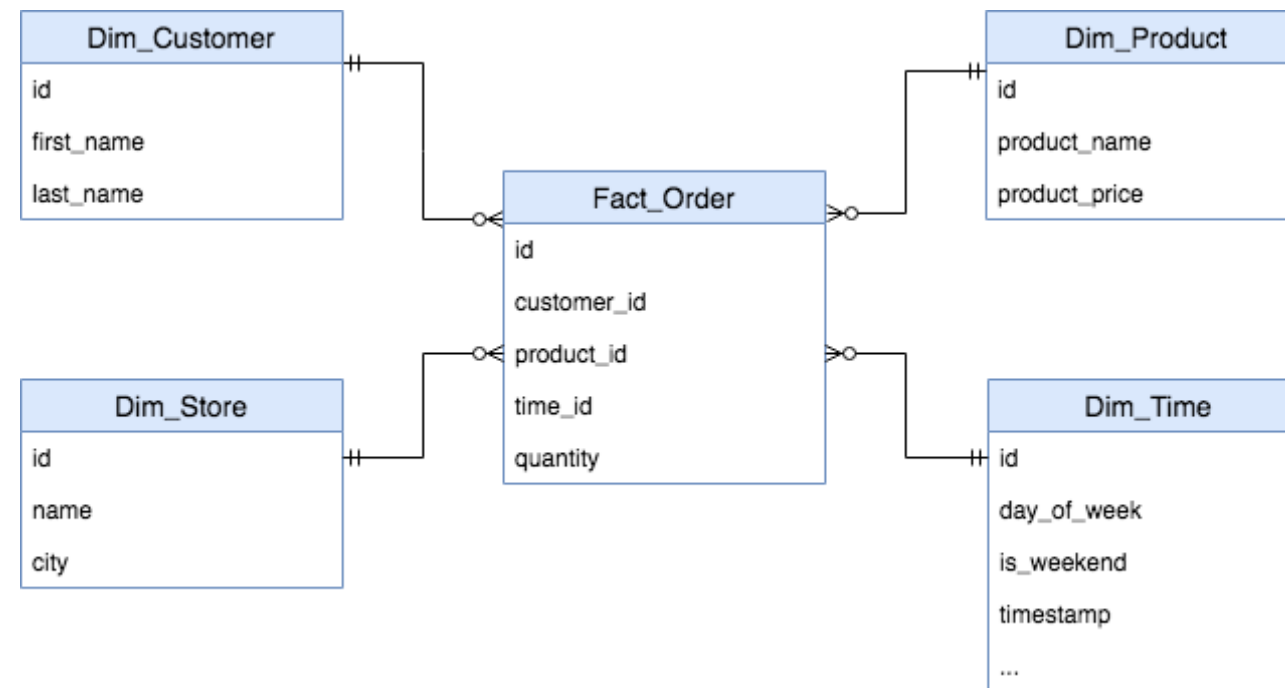 Dim_Customer
id
first_name
last_name
Dim_Product
id
product_name
product_price
Fact_Order
id
customer_id
product_id
time_id
quantity
Dim_Store
id
name
city
Dim_Time
id
day_of_week
is_weekend
timestamp
...